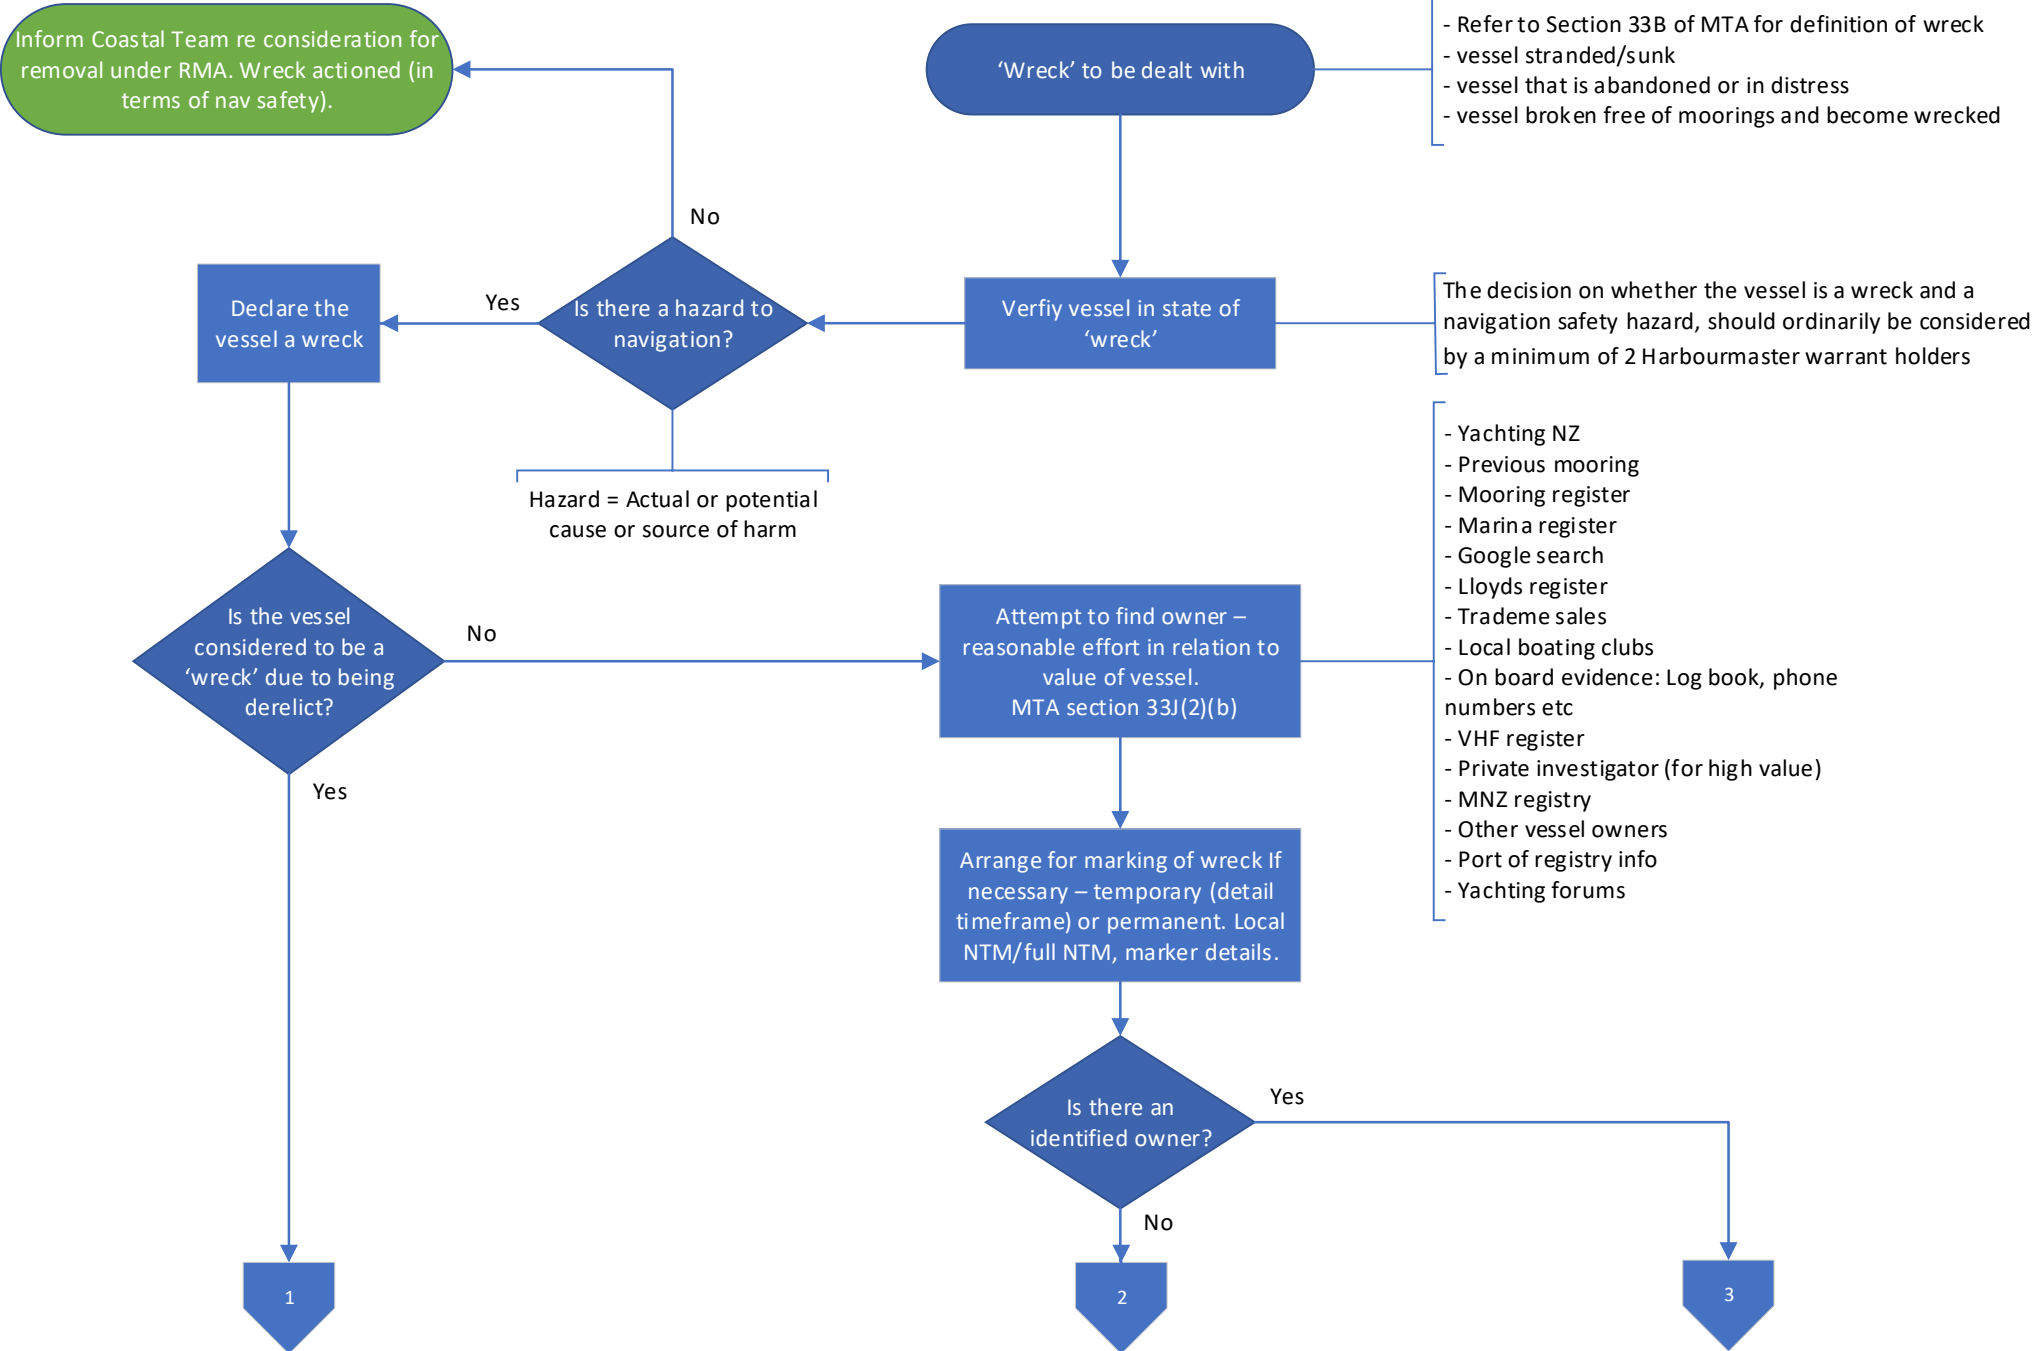 Inform Coastal Team re consideration for
removal under RMA. Wreck actioned (in
terms of nav safety).
‘Wreck’ to be dealt with
- Refer to Section 33B of MTA for definition of wreck
- vessel stranded/sunk
- vessel that is abandoned or in distress
- vessel broken free of moorings and become wrecked
No
Declare the
vessel a wreck
Yes
Is there a hazard to
navigation?
Verfiy vessel in state of
‘wreck’
The decision on whether the vessel is a wreck and a
navigation safety hazard, should ordinarily be considered
by a minimum of 2 Harbourmaster warrant holders
Hazard = Actual or potential
cause or source of harm
Is the vessel
considered to be a
‘wreck’ due to being
derelict?
No
Yes
Attempt to find owner –
reasonable effort in relation to
value of vessel.
MTA section 33J(2)(b)
- Yachting NZ
- Previous mooring
- Mooring register
- Marina register
- Google search
- Lloyds register
- Trademe sales
- Local boating clubs
- On board evidence: Log book, phone
numbers etc
- VHF register
- Private investigator (for high value)
- MNZ registry
- Other vessel owners
- Port of registry info
- Yachting forums
Arrange for marking of wreck If
necessary – temporary (detail
timeframe) or permanent. Local
NTM/full NTM, marker details.
Is there an
identified owner?
Yes
No
1
2
3